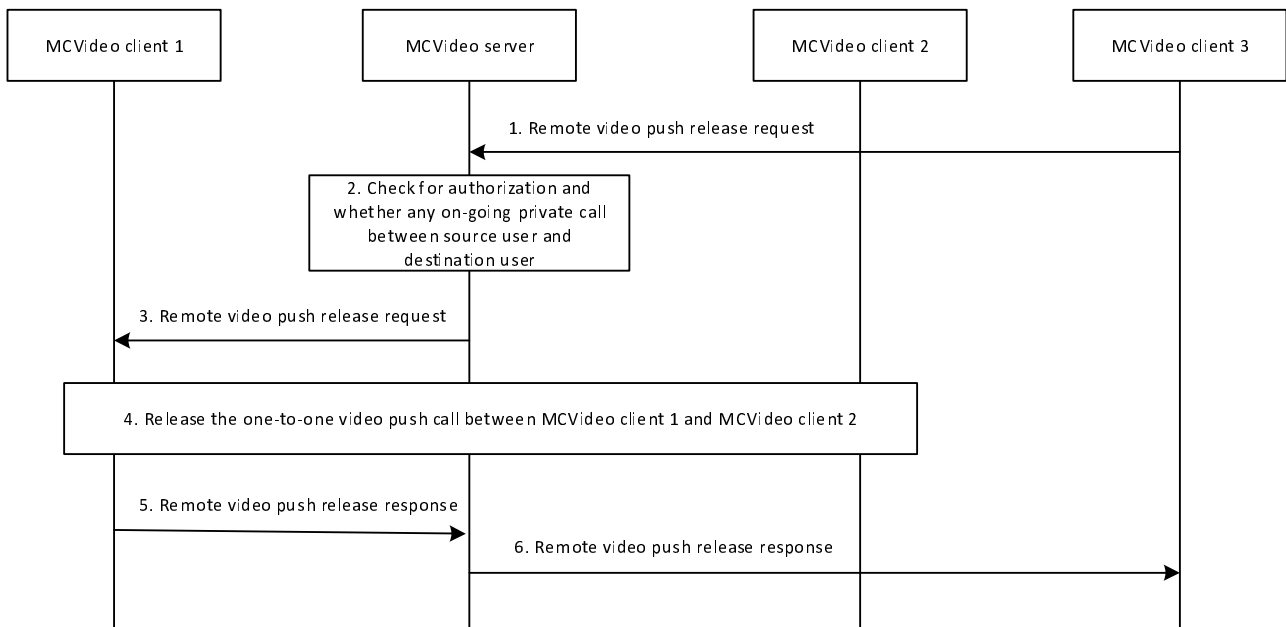 MCVideo client 1
MCVideo server
MCVideo client 2
MCVideo client 3
1. Remote video push release request
2. Check for authorization and
whether any on-going private call
between source user and
destination user
3. Remote video push release request
4. Release the one-to-one video push call between MCVideo client 1 and MCVideo client 2
5. Remote video push release response
6. Remote video push release response